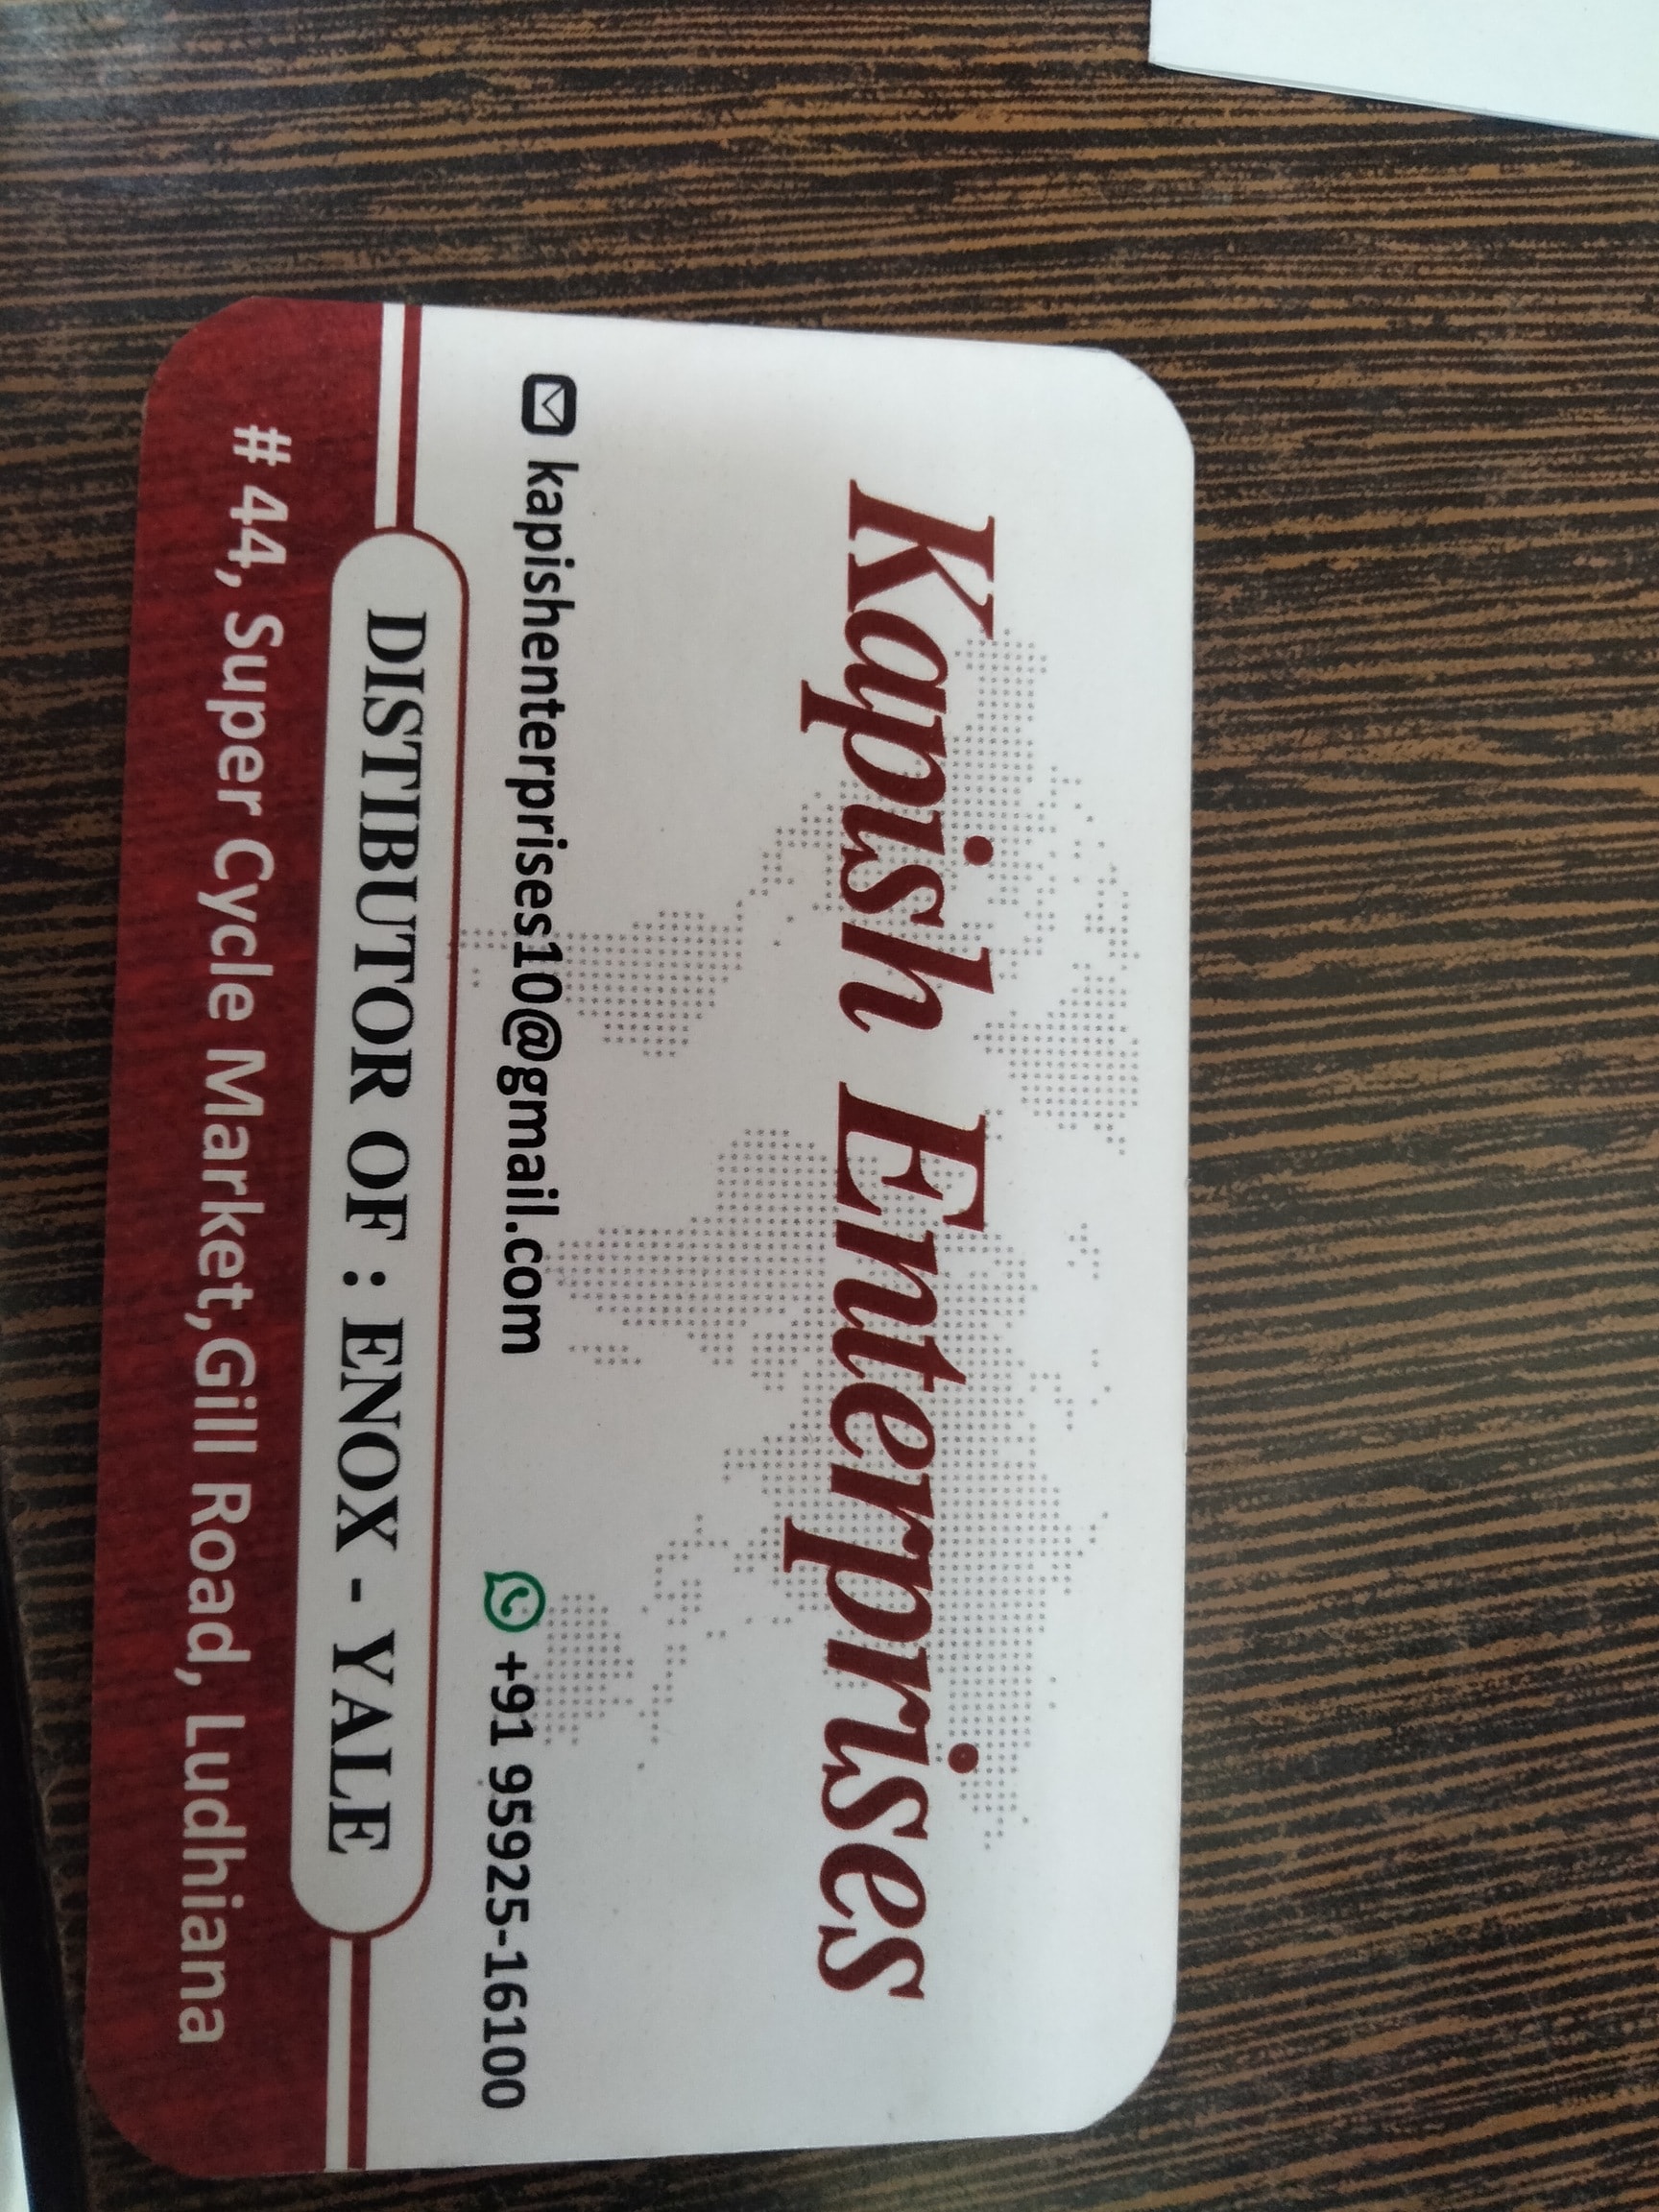 Kapish Enterprises
kapishenterprises10@gmail.com +91 95925-16100
DISTIBUTOR OF : ENOX - YALE
# 44, Super Cycle Market,Gill Road, Ludhiana